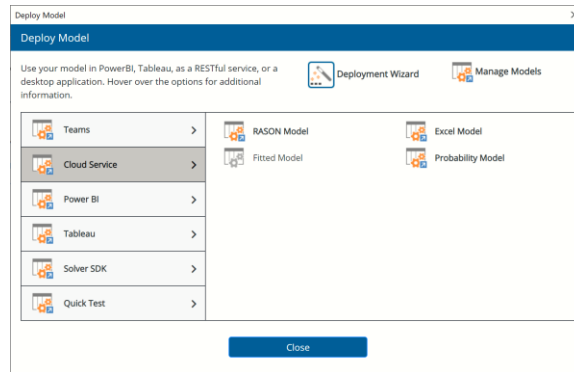 Deploy Model
Deploy Model
Use your model in PowerBI, Tableau, as a RESTful service, or a
desktop application. Hover over the options for additional
information.
Deployment Wizard
Manage Models
Teams
Cloud Service
Power BI
Tableau
Solver SDK
Quick Test
RASON Model
Excel Model
Fitted Model
Probability Model
Close